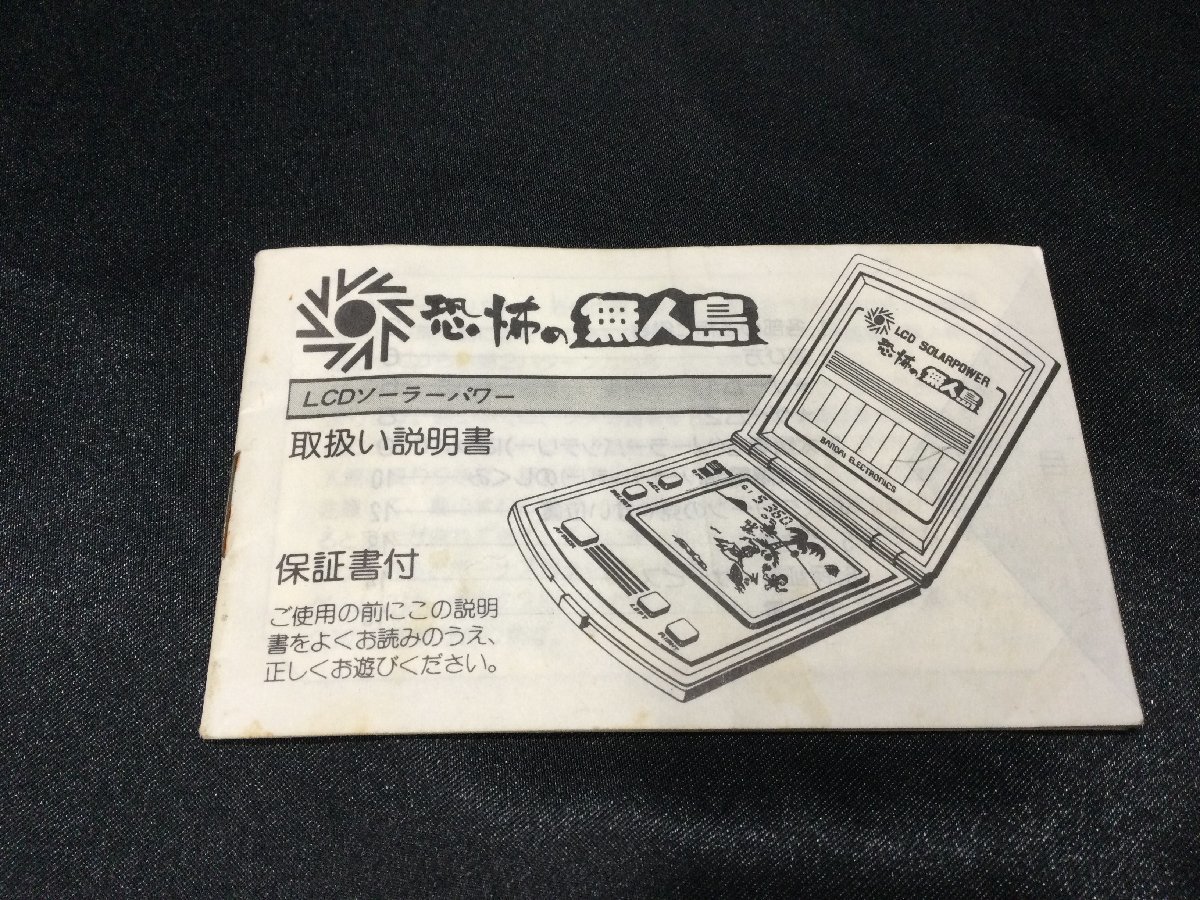 恐怖の無人島
LCDソーラーパワー
取扱い説明書
保証書付
ご使用の前にこの説明
書をよくお読みのうえ、
正しくお遊びください。
LCD SOLARPOWER
恐怖の無人島
BANDAI ELECTRONICS